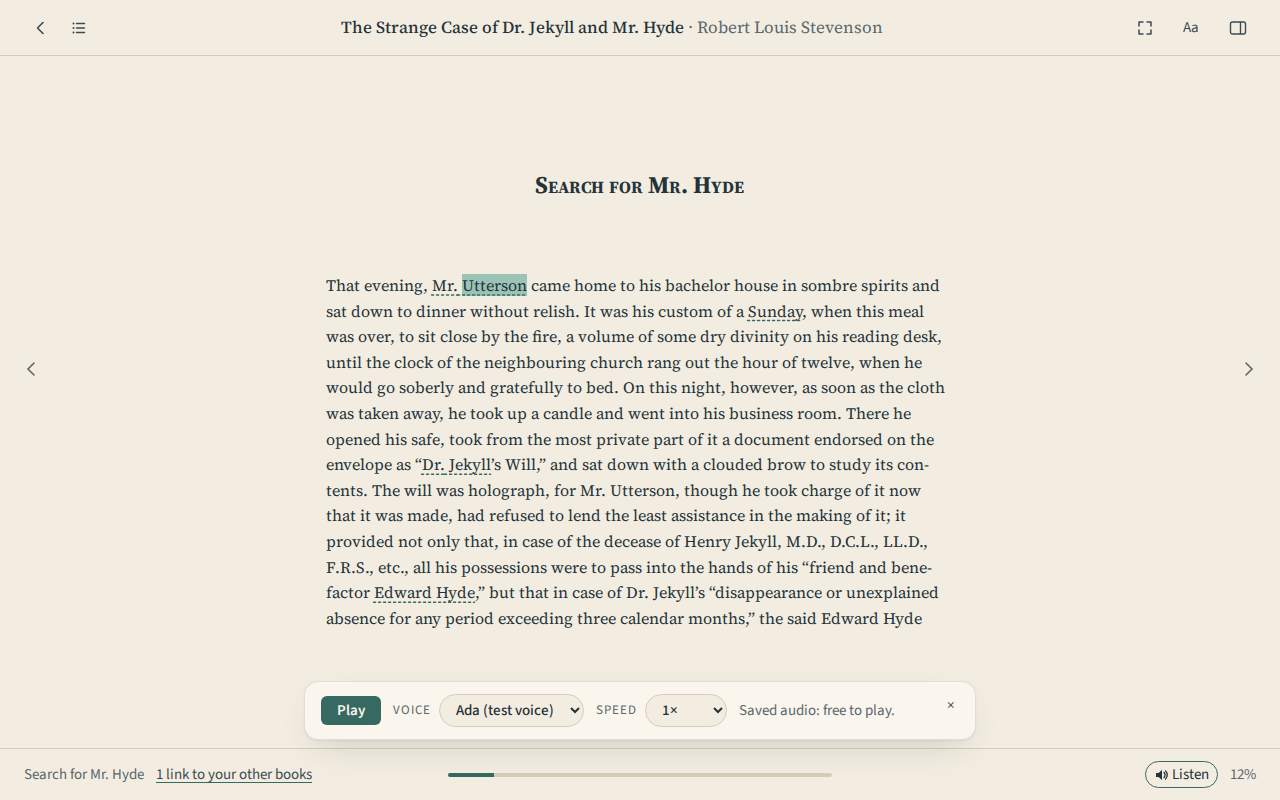 The Strange Case of Dr. Jekyll and Mr. Hyde · Robert Louis Stevenson
Aa
Search for Mr. Hyde
That evening, Mr. Utterson came home to his bachelor house in sombre spirits and
sat down to dinner without relish. It was his custom of a Sunday, when this meal
was over, to sit close by the fire, a volume of some dry divinity on his reading desk,
until the clock of the neighbouring church rang out the hour of twelve, when he
would go soberly and gratefully to bed. On this night, however, as soon as the cloth
was taken away, he took up a candle and went into his business room. There he
opened his safe, took from the most private part of it a document endorsed on the
envelope as “Dr. Jekyll’s Will,” and sat down with a clouded brow to study its con-
tents. The will was holograph, for Mr. Utterson, though he took charge of it now
that it was made, had refused to lend the least assistance in the making of it; it
provided not only that, in case of the decease of Henry Jekyll, M.D., D.C.L., LL.D.,
F.R.S., etc., all his possessions were to pass into the hands of his “friend and bene-
factor Edward Hyde,” but that in case of Dr. Jekyll’s “disappearance or unexplained
absence for any period exceeding three calendar months,” the said Edward Hyde
Play VOICE Ada (test voice) SPEED 1× Saved audio: free to play. ×
Search for Mr. Hyde 1 link to your other books Listen 12%